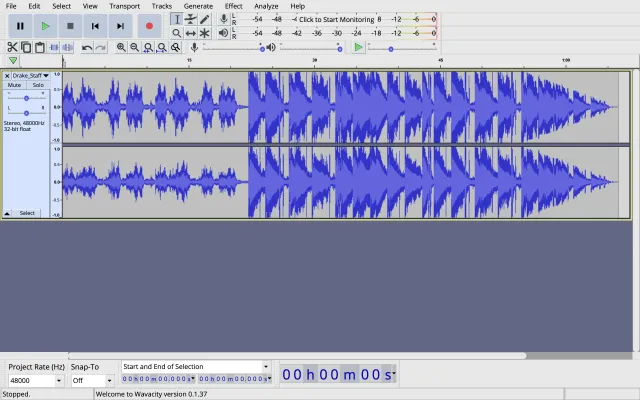 File Edit Select View Transport Tracks Generate Effect Analyze Help
L
R
-54 -48 -42 Click to Start Monitoring 8 -12 -6 0
L
R
-54 -48 -42 -36 -30 -24 -18 -12 -6 0
15 30 45 1:00
× Drake_Staff
Mute Solo
- +
L R
Stereo, 48000Hz
32-bit float
Select
1.0
0.5
0.0
-0.5
-1.0
1.0
0.5
0.0
-0.5
-1.0
Project Rate (Hz) Snap-To Start and End of Selection
48000 Off 00h00m00.000s 00h00m00.000s
00h00m00s
Stopped. Welcome to Wavacity version 0.1.37